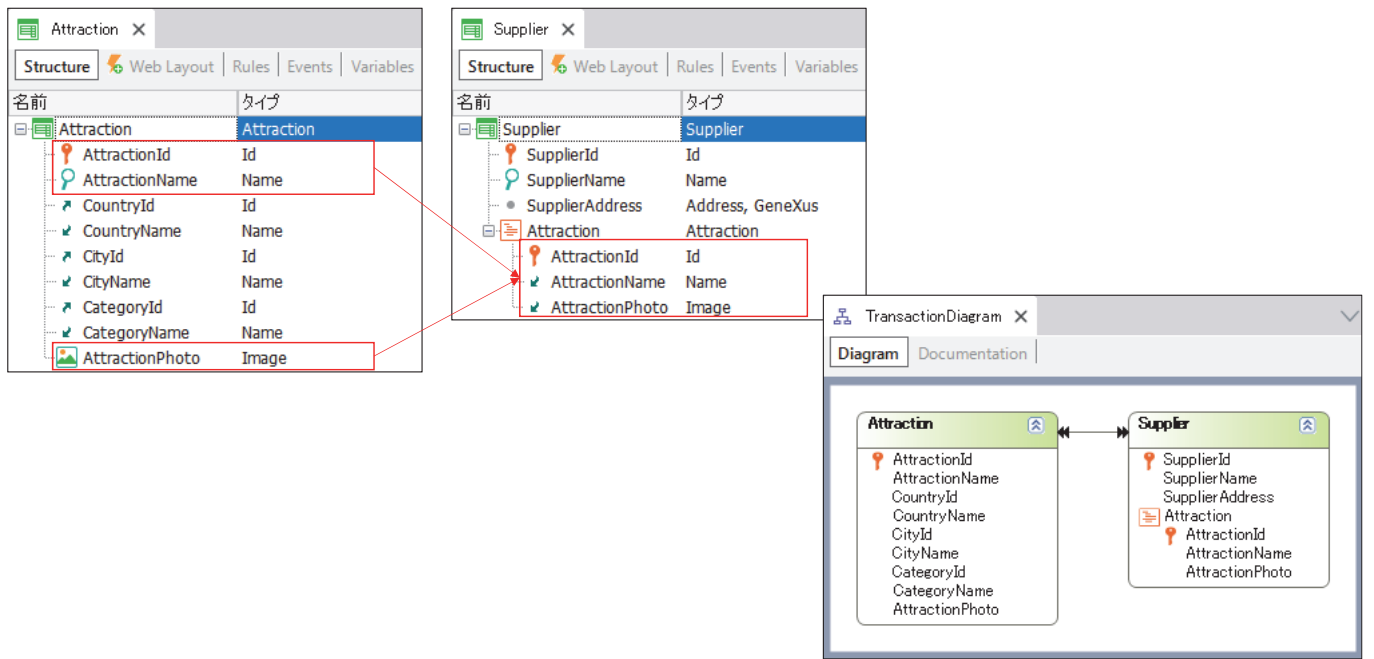 Attraction
Structure Web Layout Rules Events Variables
名前 タイプ
Attraction Attraction
AttractionId Id
AttractionName Name
CountryId Id
CountryName Name
CityId Id
CityName Name
CategoryId Id
CategoryName Name
AttractionPhoto Image
Supplier
Structure Web Layout Rules Events Variables
名前 タイプ
Supplier Supplier
SupplierId Id
SupplierName Name
SupplierAddress Address, GeneXus
Attraction Attraction
AttractionId Id
AttractionName Name
AttractionPhoto Image
TransactionDiagram
Diagram Documentation
Attraction
AttractionId
AttractionName
CountryId
CountryName
CityId
CityName
CategoryId
CategoryName
AttractionPhoto
Supplier
SupplierId
SupplierName
SupplierAddress
Attraction
AttractionId
AttractionName
AttractionPhoto